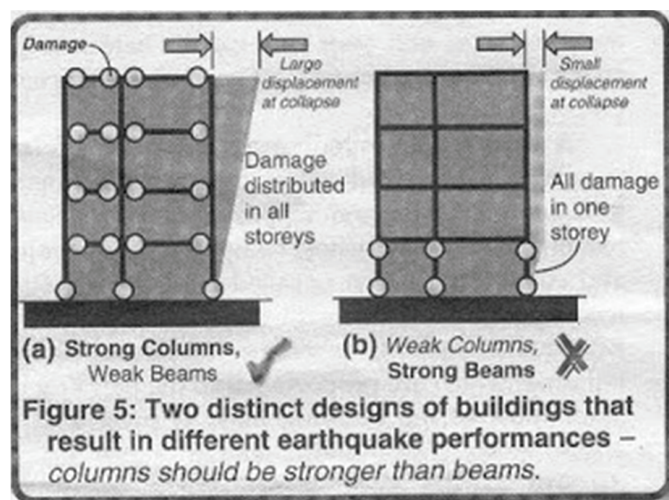 Damage
Large
displacement
at collapse
Damage
distributed
in all
storeys
(a) Strong Columns,
Weak Beams
Small
displacement
at collapse
All damage
in one
storey
(b) Weak Columns,
Strong Beams
Figure 5: Two distinct designs of buildings that
result in different earthquake performances –
columns should be stronger than beams.